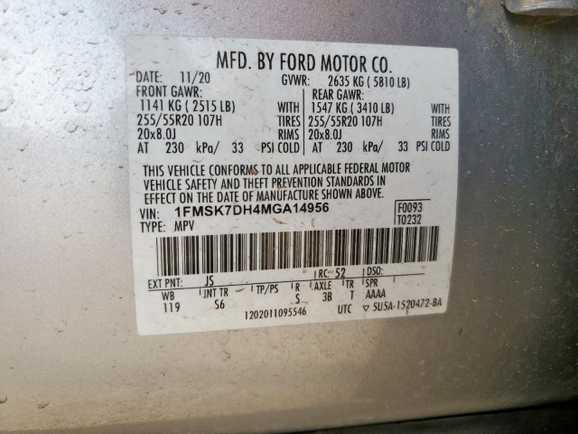 MFD. BY FORD MOTOR CO.
DATE: 11/20 GVWR: 2635 KG ( 5810 LB)
FRONT GAWR: REAR GAWR:
1141 KG ( 2515 LB) WITH 1547 KG ( 3410 LB) WITH
255/55R20 107H TIRES 255/55R20 107H TIRES
20x8.0J RIMS 20x8.0J RIMS
AT 230 kPa/ 33 PSI COLD AT 230 kPa/ 33 PSI COLD
THIS VEHICLE CONFORMS TO ALL APPLICABLE FEDERAL MOTOR
VEHICLE SAFETY AND THEFT PREVENTION STANDARDS IN
EFFECT ON THE DATE OF MANUFACTURE SHOWN ABOVE.
VIN: 1FMSK7DH4MGA14956 F0093
TYPE: MPV T0232
EXT PNT: JS RC: 52 DSO:
WB INT TR TP/PS R AXLE TR SPR
119 S6 S 3B T AAAA
1202011095546 UTC ▽ 5U5A-1520472-BA